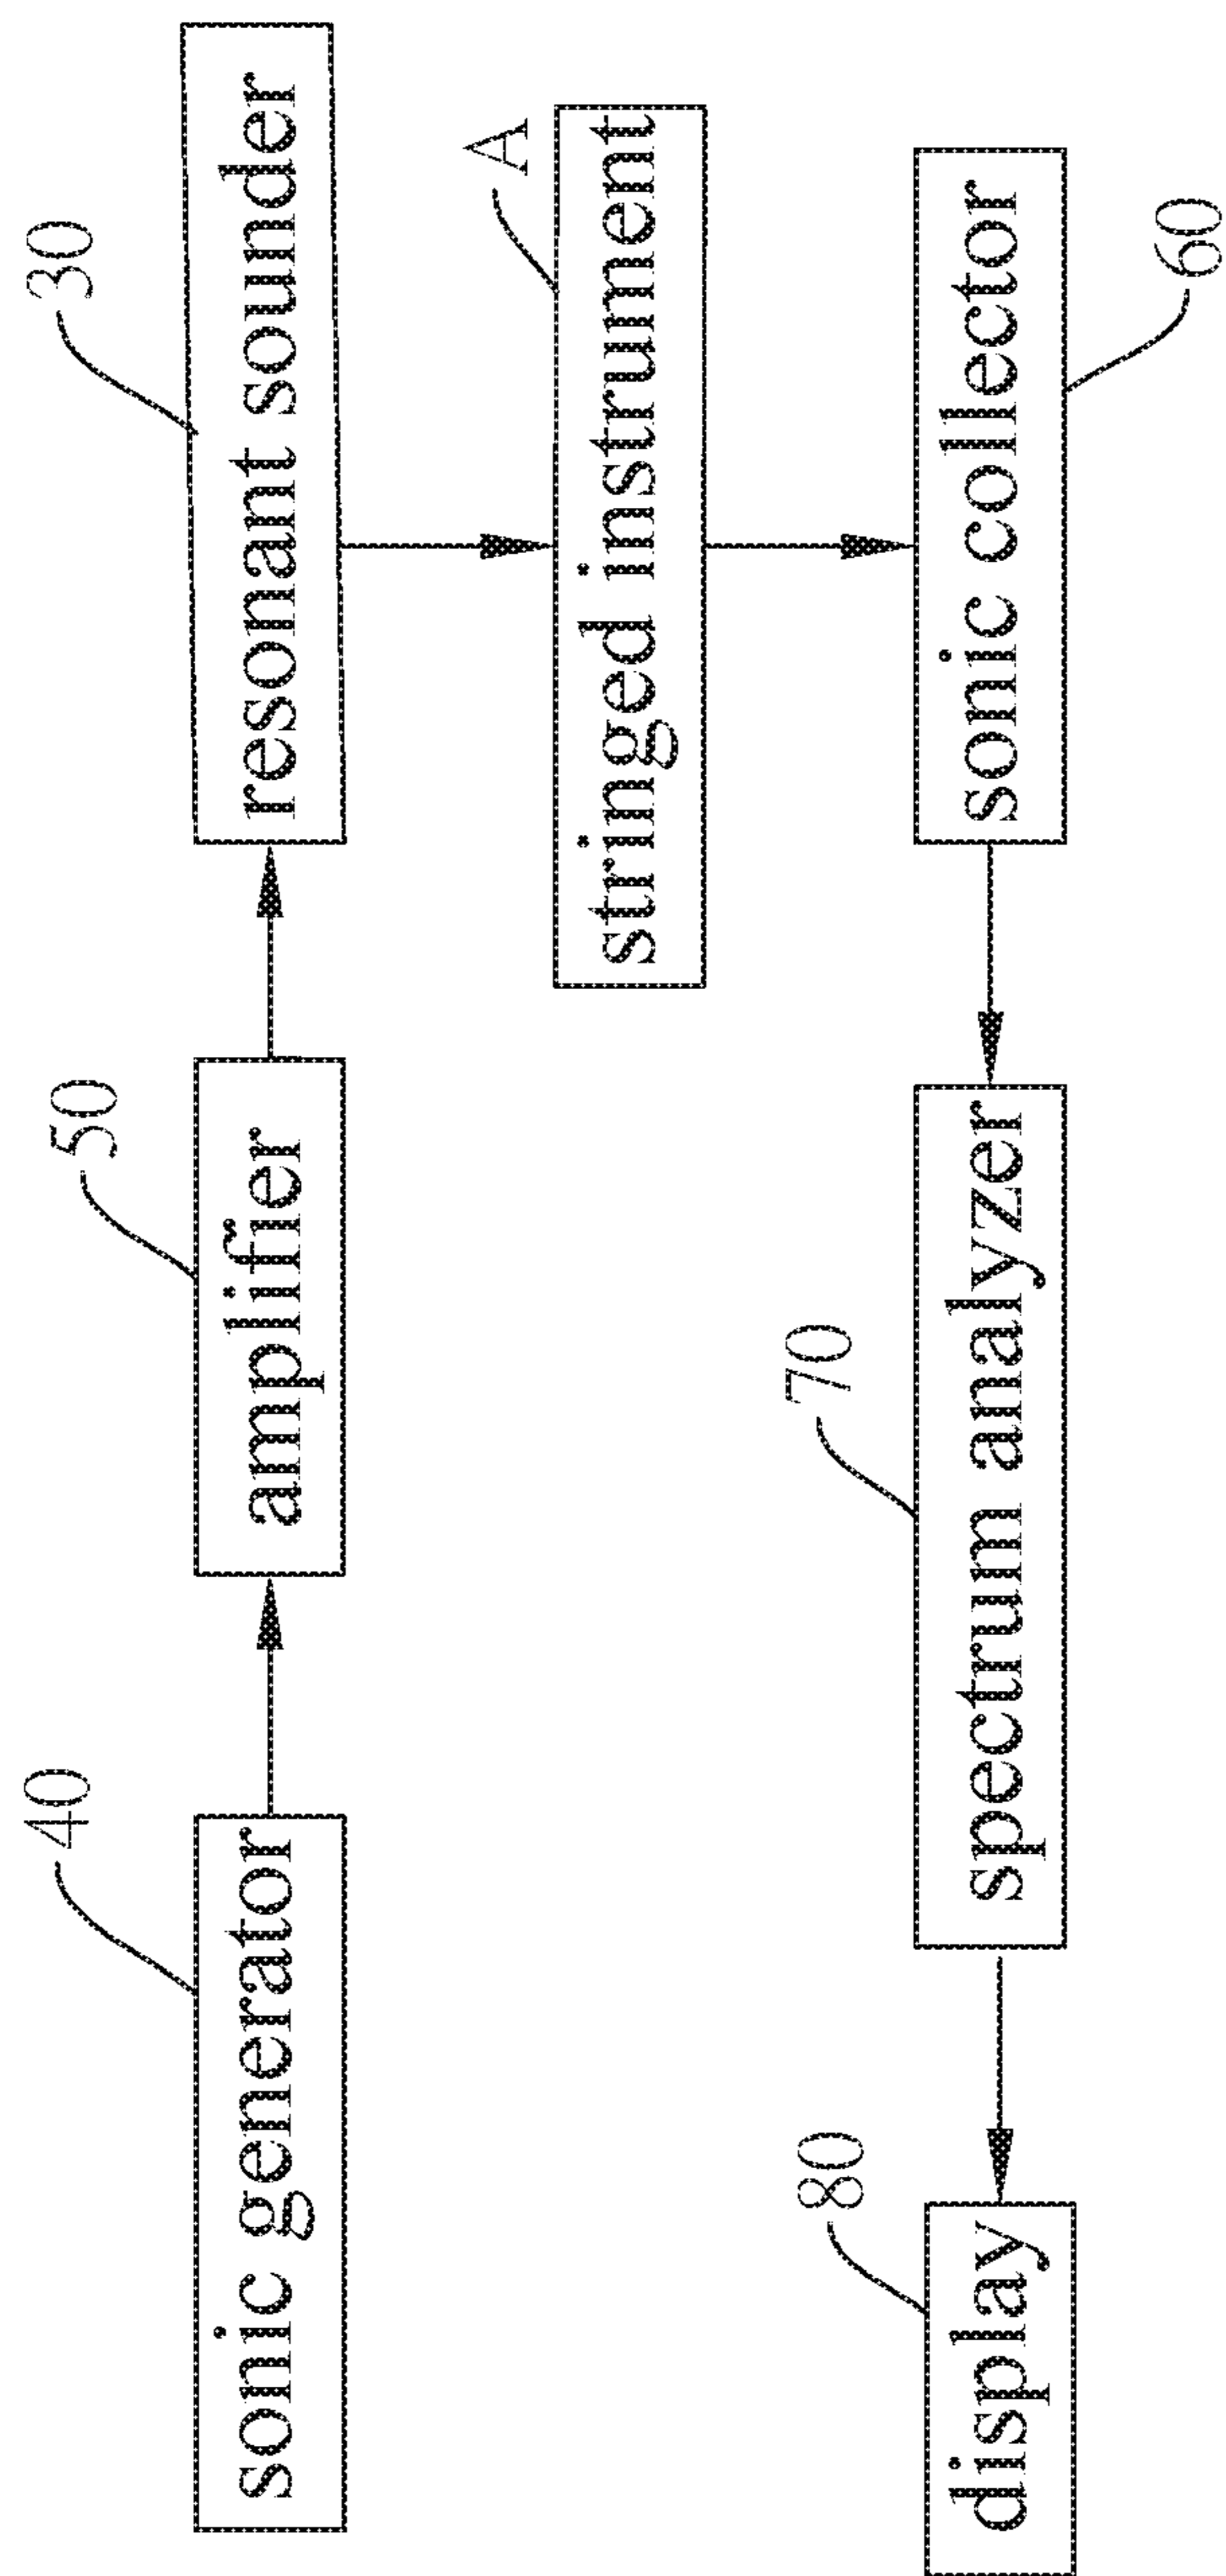 40
sonic generator
50
amplifier
30
resonant sounder
A
stringed instrument
60
sonic collector
70
spectrum analyzer
80
display